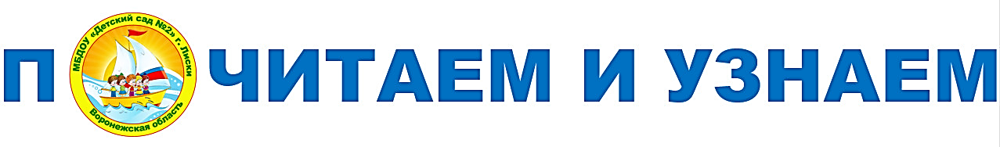 ПОЧИТАЕМ И УЗНАЕМ
МБДОУ «Детский сад №2» г. Лиски
Воронежская область